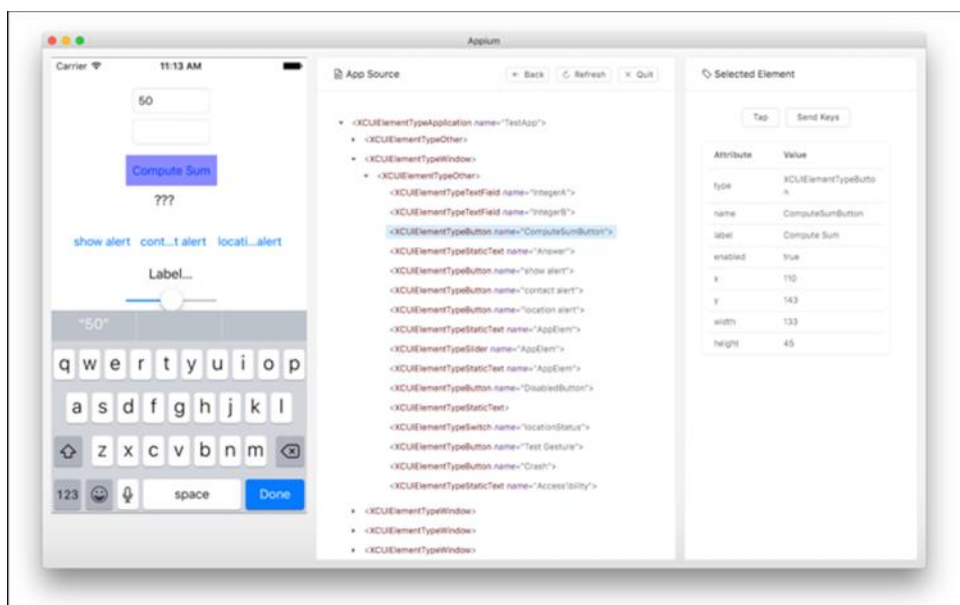 Appium
Carrier 11:13 AM
50
Compute Sum
???
show alert cont...t alert locati...alert
Label...
"50"
q w e r t y u i o p
a s d f g h j k l
z x c v b n m
123 space Done
App Source
Back Refresh Quit
<XCUIElementTypeApplication name="TestApp">
<XCUIElementTypeOther>
<XCUIElementTypeWindow>
<XCUIElementTypeOther>
<XCUIElementTypeTextField name="IntegerA">
<XCUIElementTypeTextField name="IntegerB">
<XCUIElementTypeButton name="ComputeSumButton">
<XCUIElementTypeStaticText name="Answer">
<XCUIElementTypeButton name="show alert">
<XCUIElementTypeButton name="contact alert">
<XCUIElementTypeButton name="location alert">
<XCUIElementTypeStaticText name="AppElem">
<XCUIElementTypeSlider name="AppElem">
<XCUIElementTypeStaticText name="AppElem">
<XCUIElementTypeButton name="DisabledButton">
<XCUIElementTypeStaticText>
<XCUIElementTypeSwitch name="locationStatus">
<XCUIElementTypeButton name="Test Gesture">
<XCUIElementTypeButton name="Crash">
<XCUIElementTypeStaticText name="Access'ibility">
<XCUIElementTypeWindow>
<XCUIElementTypeWindow>
<XCUIElementTypeWindow>
Selected Element
Tap Send Keys
Attribute Value
type XCUIElementTypeButto
n
name ComputeSumButton
label Compute Sum
enabled true
x 110
y 143
width 133
height 45